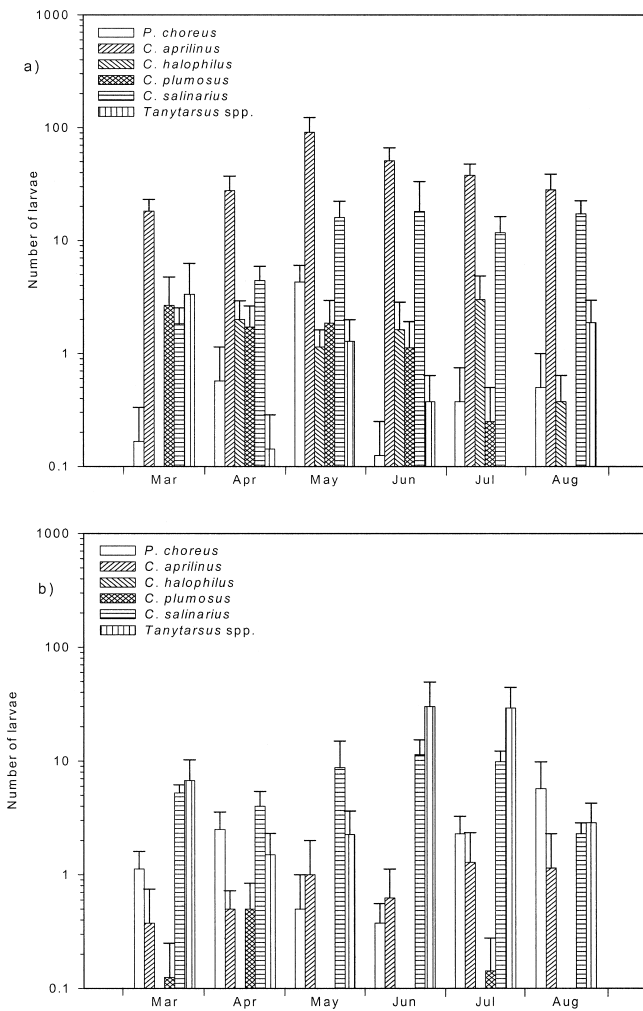 1000
a)
P. choreus
C. aprilinus
C. halophilus
C. plumosus
C. salinarius
Tanytarsus spp.
100
10
1
0.1
Number of larvae
Mar Apr May Jun Jul Aug
1000
b)
P. choreus
C. aprilinus
C. halophilus
C. plumosus
C. salinarius
Tanytarsus spp.
100
10
1
0.1
Number of larvae
Mar Apr May Jun Jul Aug